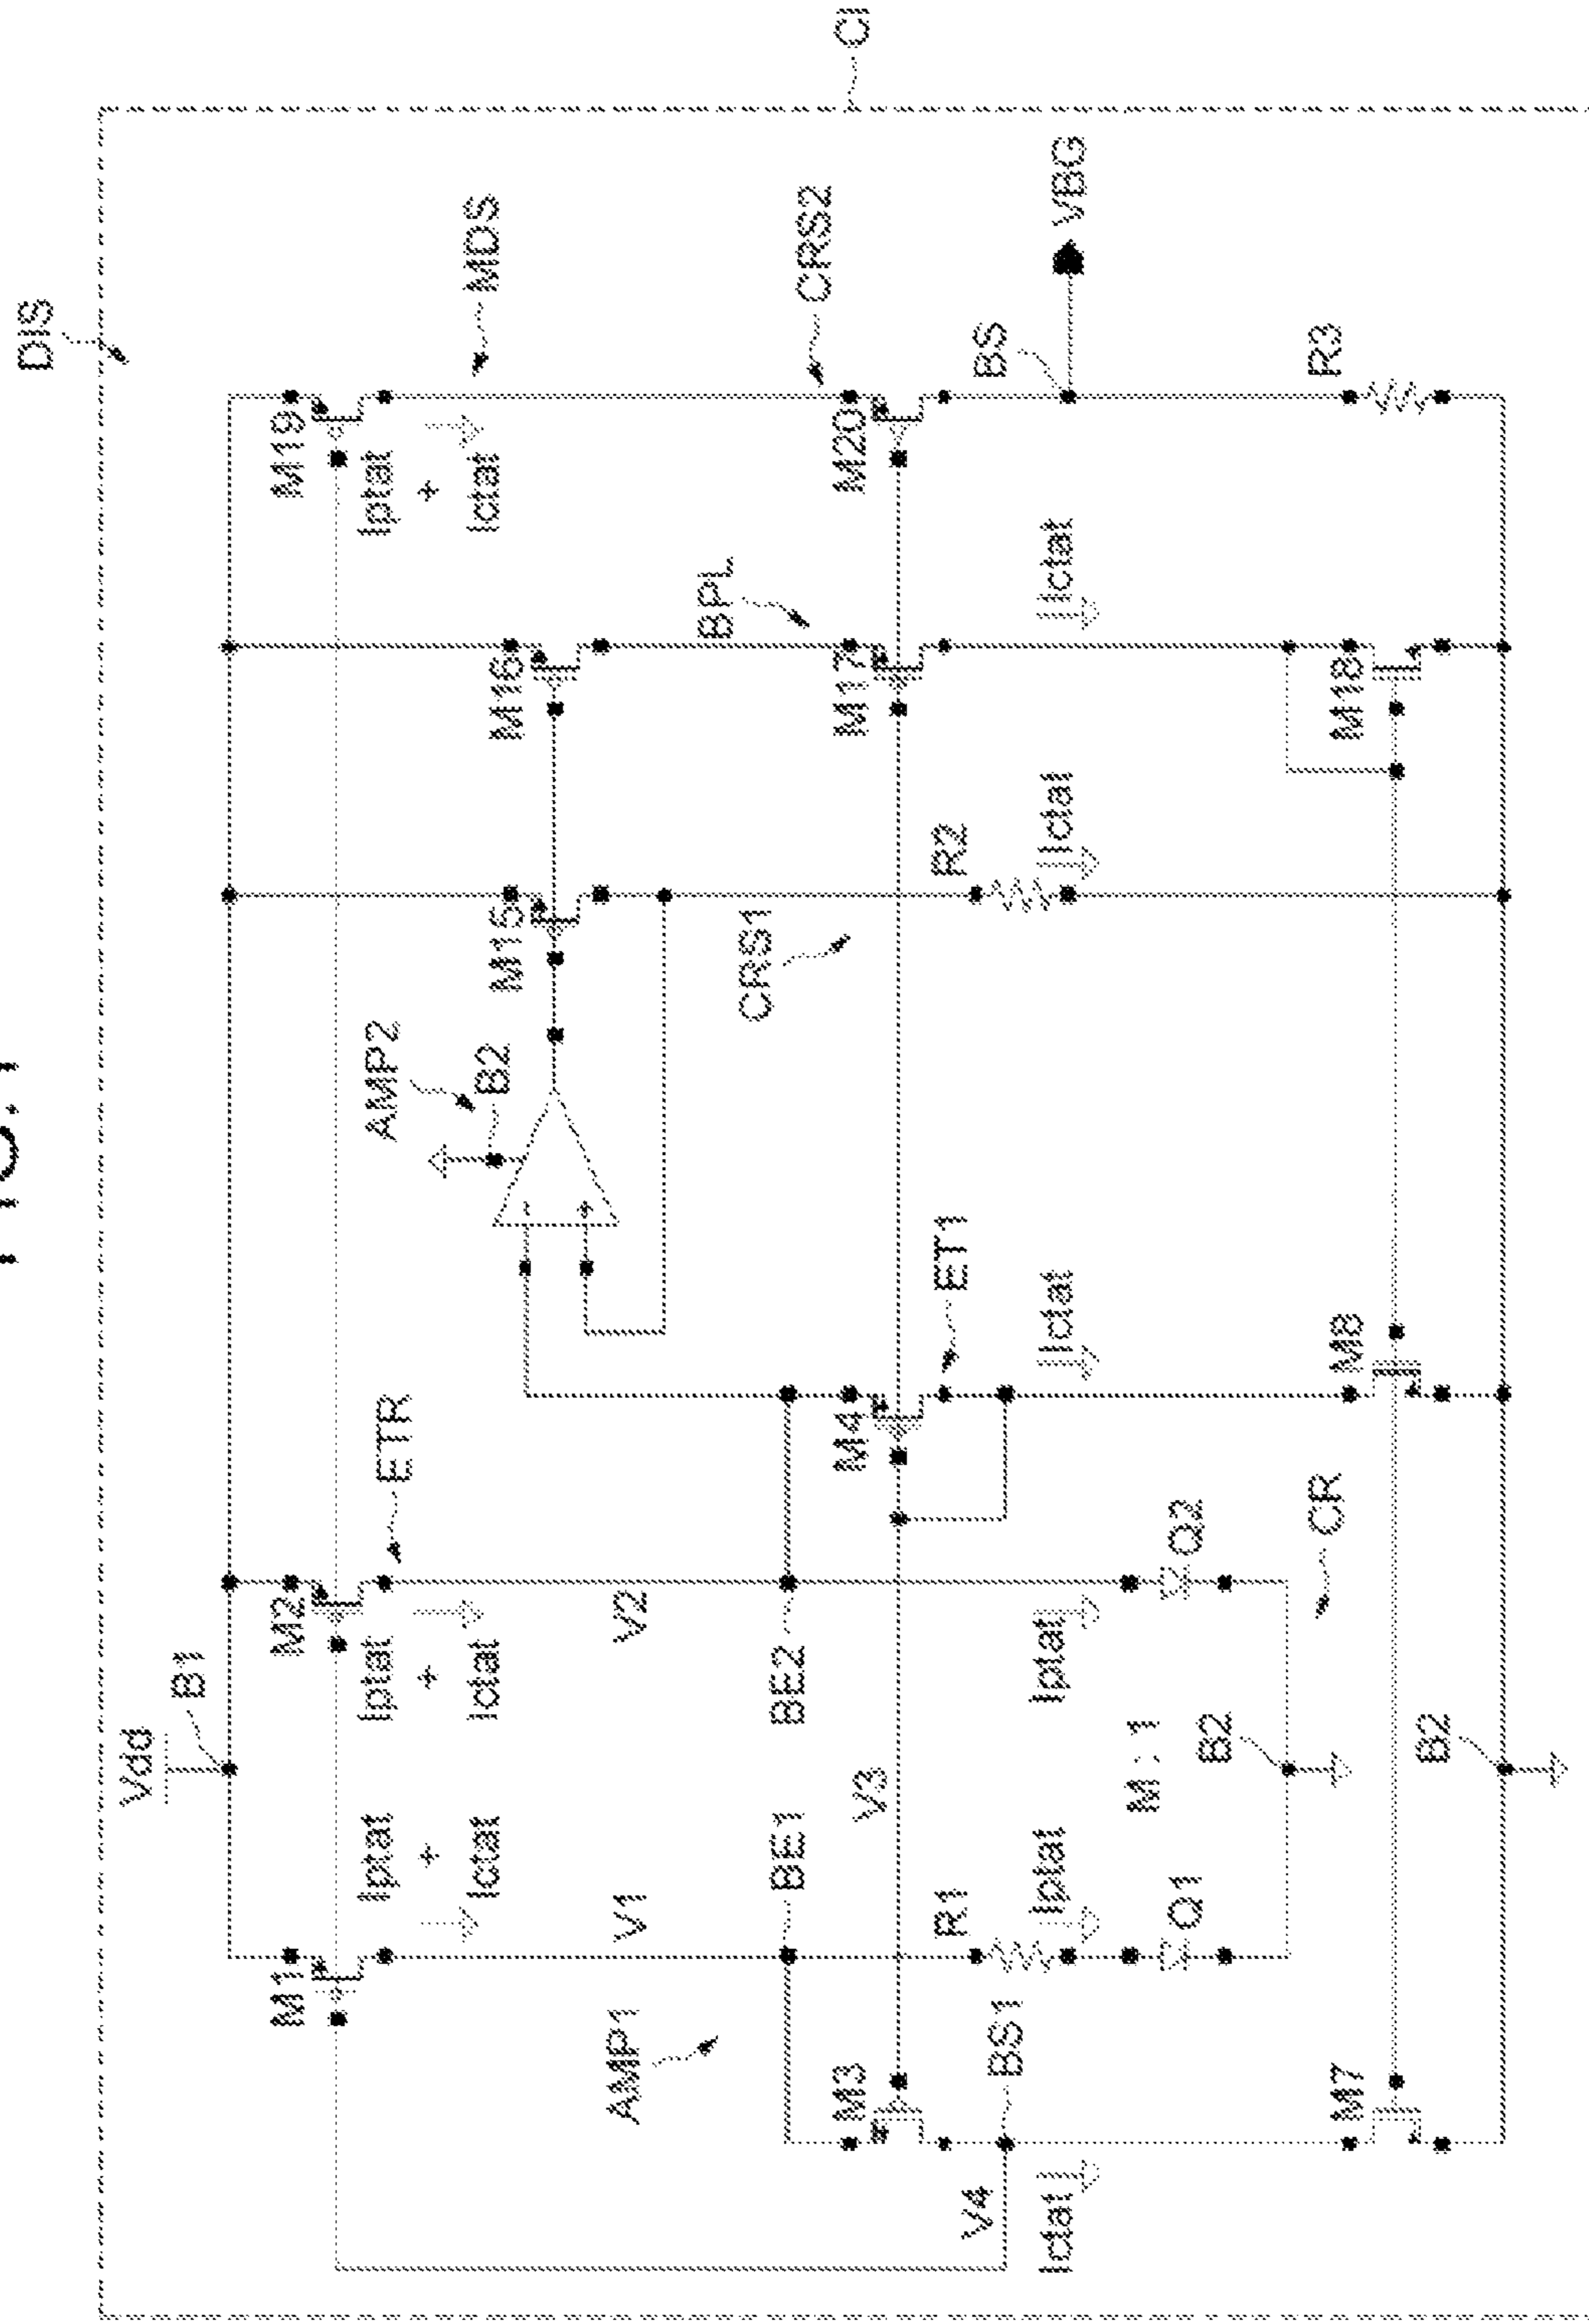 DIS
CI
Vdd
B1
M1
M2
M19
Iptat
+
Ictat
Iptat
+
Ictat
Iptat
+
Ictat
ETR
MDS
AMP2
B2
-
+
M15
M16
V1
V2
AMP1
BE1
BE2
CRS1
BPL
CRS2
M3
V3
M4
M17
M20
ET1
R1
R2
BS
VBG
BS1
V4
Ictat
Iptat
Iptat
Ictat
Ictat
Ictat
Q1
M : 1
Q2
B2
CR
M7
M8
M18
R3
B2